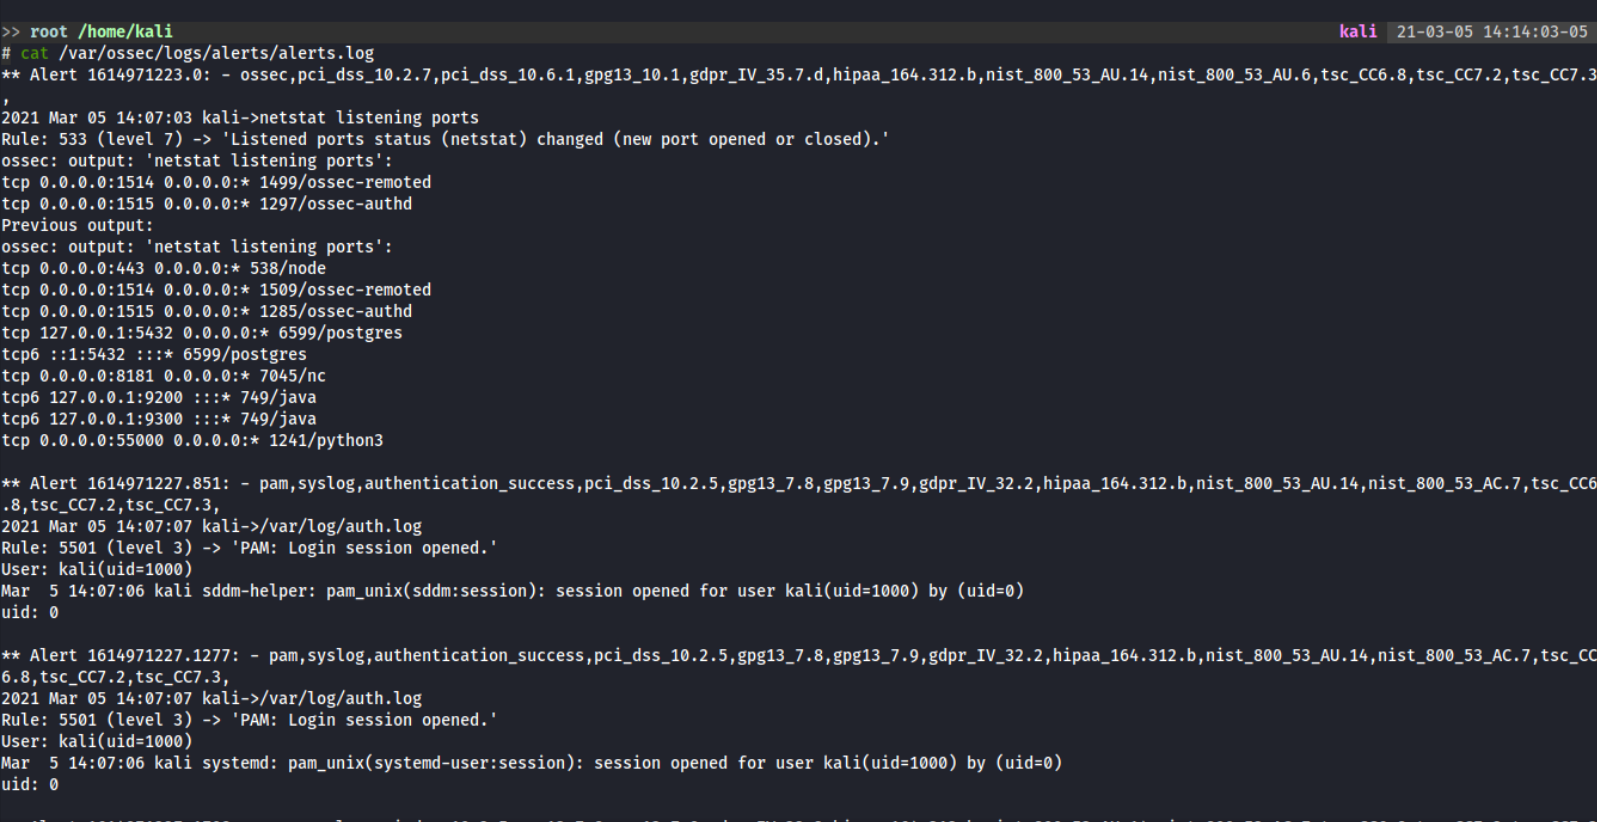 >> root /home/kali kali 21-03-05 14:14:03-05
# cat /var/ossec/logs/alerts/alerts.log
** Alert 1614971223.0: - ossec,pci_dss_10.2.7,pci_dss_10.6.1,gpg13_10.1,gdpr_IV_35.7.d,hipaa_164.312.b,nist_800_53_AU.14,nist_800_53_AU.6,tsc_CC6.8,tsc_CC7.2,tsc_CC7.3
,
2021 Mar 05 14:07:03 kali->netstat listening ports
Rule: 533 (level 7) -> 'Listened ports status (netstat) changed (new port opened or closed).'
ossec: output: 'netstat listening ports':
tcp 0.0.0.0:1514 0.0.0.0:* 1499/ossec-remoted
tcp 0.0.0.0:1515 0.0.0.0:* 1297/ossec-authd
Previous output:
ossec: output: 'netstat listening ports':
tcp 0.0.0.0:443 0.0.0.0:* 538/node
tcp 0.0.0.0:1514 0.0.0.0:* 1509/ossec-remoted
tcp 0.0.0.0:1515 0.0.0.0:* 1285/ossec-authd
tcp 127.0.0.1:5432 0.0.0.0:* 6599/postgres
tcp6 ::1:5432 :::* 6599/postgres
tcp 0.0.0.0:8181 0.0.0.0:* 7045/nc
tcp6 127.0.0.1:9200 :::* 749/java
tcp6 127.0.0.1:9300 :::* 749/java
tcp 0.0.0.0:55000 0.0.0.0:* 1241/python3
** Alert 1614971227.851: - pam,syslog,authentication_success,pci_dss_10.2.5,gpg13_7.8,gpg13_7.9,gdpr_IV_32.2,hipaa_164.312.b,nist_800_53_AU.14,nist_800_53_AC.7,tsc_CC6
.8,tsc_CC7.2,tsc_CC7.3,
2021 Mar 05 14:07:07 kali->/var/log/auth.log
Rule: 5501 (level 3) -> 'PAM: Login session opened.'
User: kali(uid=1000)
Mar  5 14:07:06 kali sddm-helper: pam_unix(sddm:session): session opened for user kali(uid=1000) by (uid=0)
uid: 0
** Alert 1614971227.1277: - pam,syslog,authentication_success,pci_dss_10.2.5,gpg13_7.8,gpg13_7.9,gdpr_IV_32.2,hipaa_164.312.b,nist_800_53_AU.14,nist_800_53_AC.7,tsc_CC
6.8,tsc_CC7.2,tsc_CC7.3,
2021 Mar 05 14:07:07 kali->/var/log/auth.log
Rule: 5501 (level 3) -> 'PAM: Login session opened.'
User: kali(uid=1000)
Mar  5 14:07:06 kali systemd: pam_unix(systemd-user:session): session opened for user kali(uid=1000) by (uid=0)
uid: 0